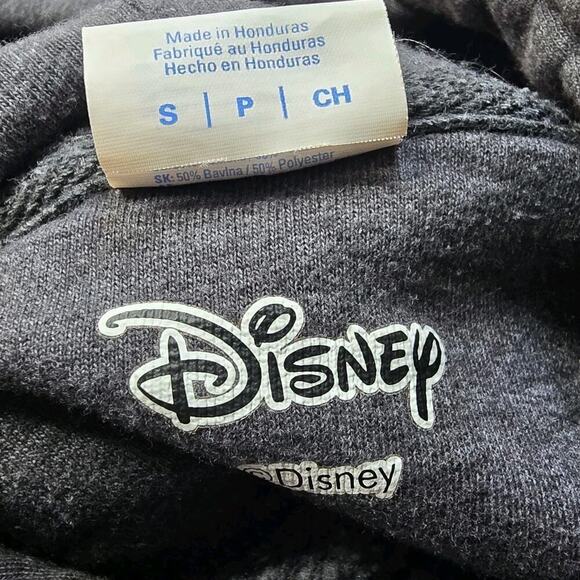 Made in Honduras
Fabriqué au Honduras
Hecho en Honduras
S | P | CH
SK: 50% Bavlna / 50% Polyester
Disney
©Disney